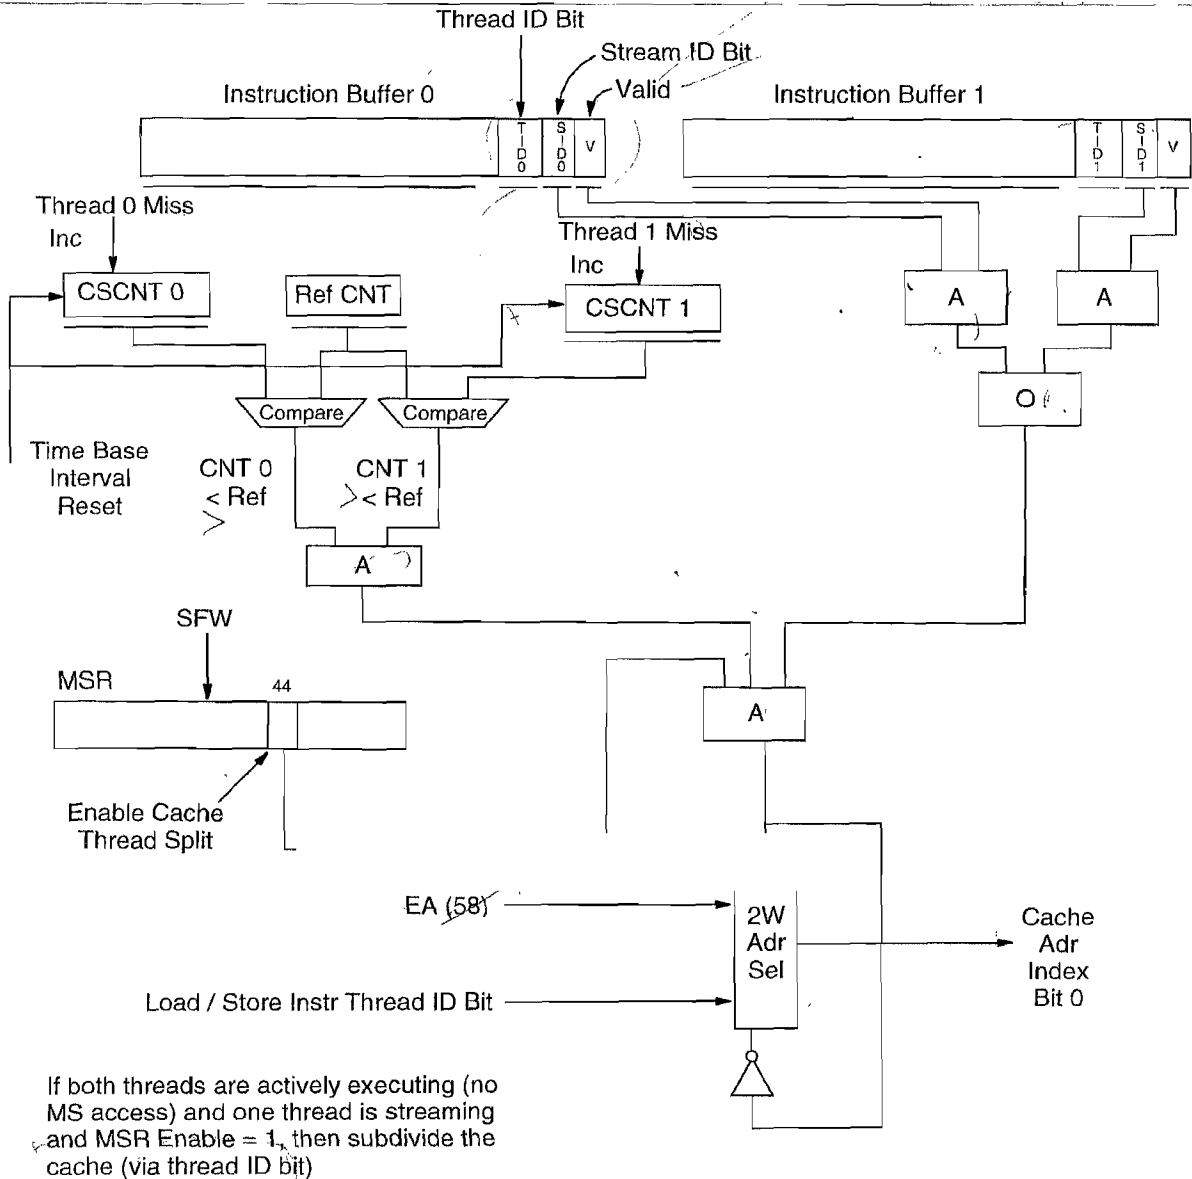 Thread ID Bit
Stream ID Bit
Valid
Instruction Buffer 0
Instruction Buffer 1
TID0
SID0
V
TID1
SID1
V
Thread 0 Miss
Inc
Thread 1 Miss
Inc
CSCNT 0
Ref CNT
CSCNT 1
A
A
O
Compare
Compare
Time Base
Interval
Reset
CNT 0
< Ref
>
CNT 1
> < Ref
A
SFW
MSR
44
A
Enable Cache
Thread Split
EA (58)
2W
Adr
Sel
Cache
Adr
Index
Bit 0
Load / Store Instr Thread ID Bit
If both threads are actively executing (no
MS access) and one thread is streaming
and MSR Enable = 1, then subdivide the
cache (via thread ID bit)